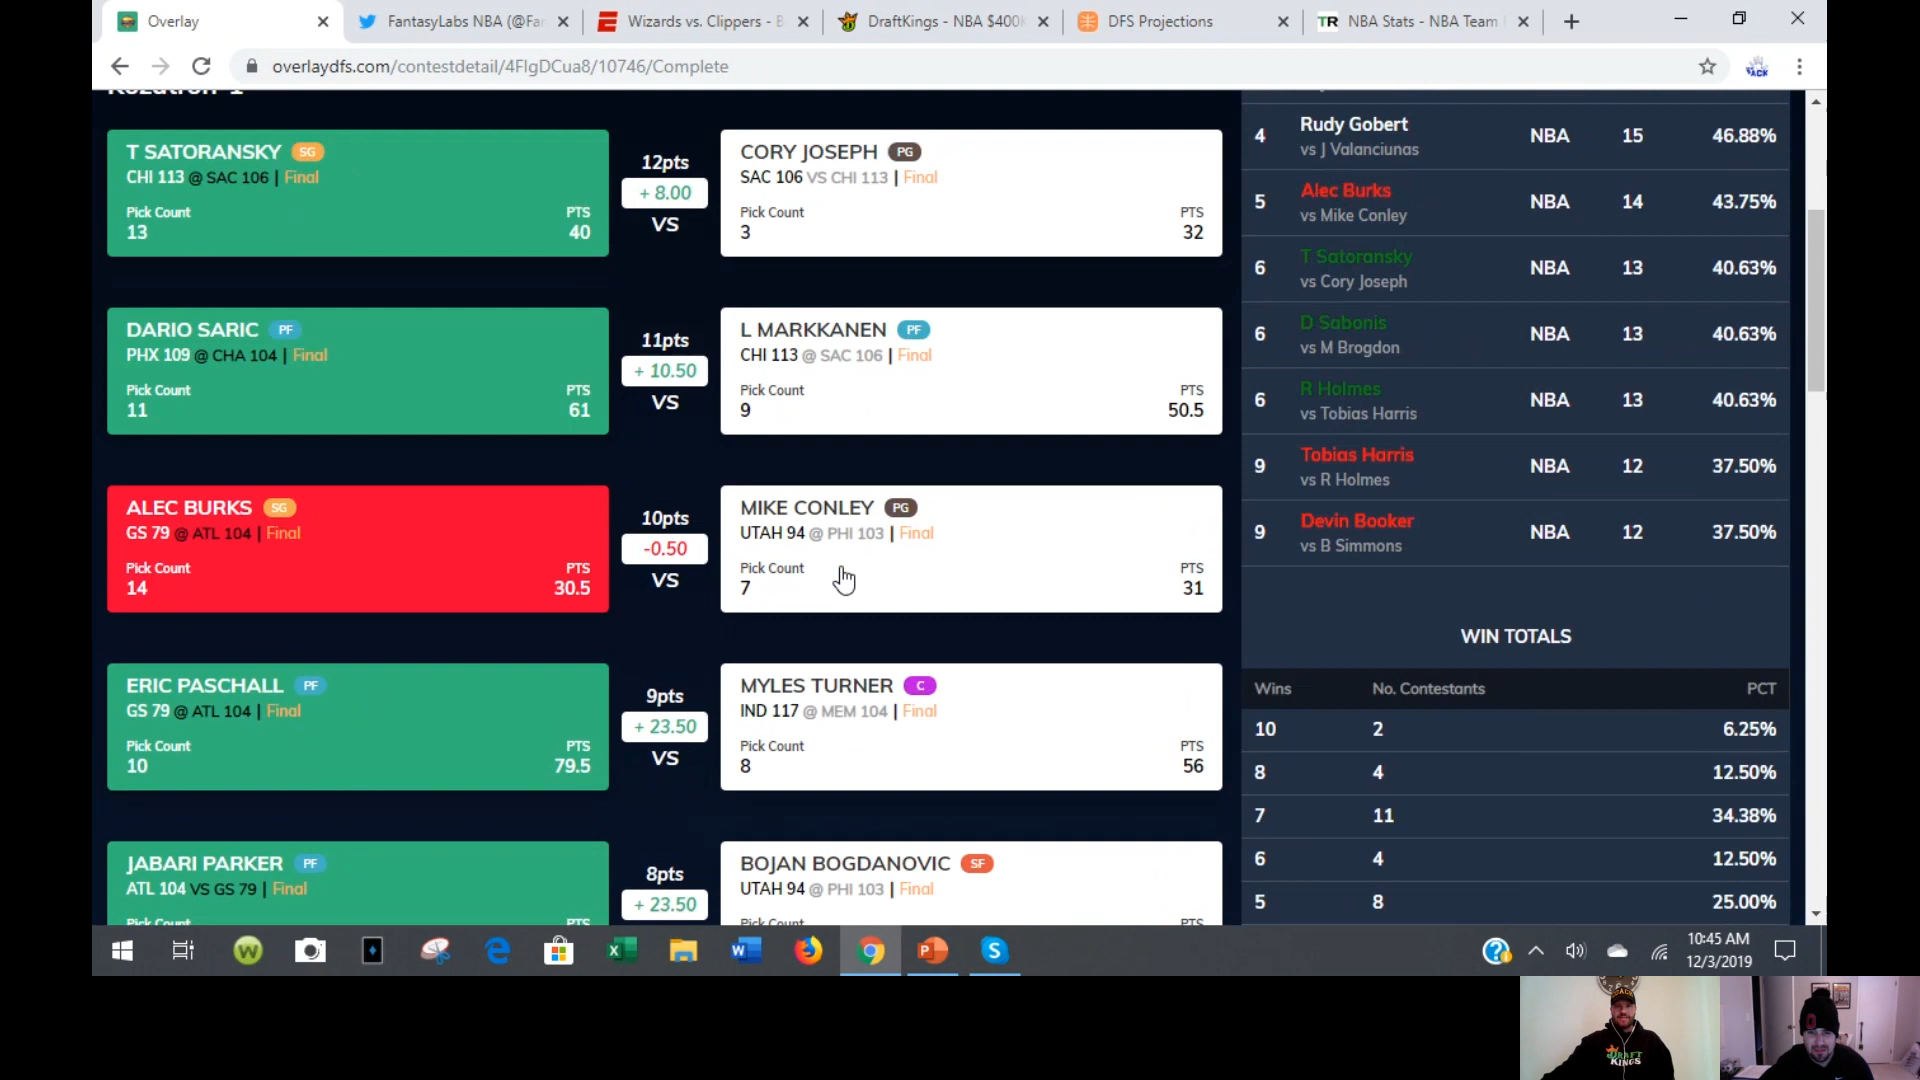 Overlay
FantasyLabs NBA (@Fan
Wizards vs. Clippers - B
DraftKings - NBA $400K
DFS Projections
NBA Stats - NBA Team
overlaydfs.com/contestdetail/4FlgDCua8/10746/Complete
T SATORANSKY SG
CHI 113 @ SAC 106 | Final
Pick Count PTS
13 40
12pts
+ 8.00
VS
CORY JOSEPH PG
SAC 106 VS CHI 113 | Final
Pick Count PTS
3 32
DARIO SARIC PF
PHX 109 @ CHA 104 | Final
Pick Count PTS
11 61
11pts
+ 10.50
VS
L MARKKANEN PF
CHI 113 @ SAC 106 | Final
Pick Count PTS
9 50.5
ALEC BURKS SG
GS 79 @ ATL 104 | Final
Pick Count PTS
14 30.5
10pts
-0.50
VS
MIKE CONLEY PG
UTAH 94 @ PHI 103 | Final
Pick Count PTS
7 31
ERIC PASCHALL PF
GS 79 @ ATL 104 | Final
Pick Count PTS
10 79.5
9pts
+ 23.50
VS
MYLES TURNER C
IND 117 @ MEM 104 | Final
Pick Count PTS
8 56
JABARI PARKER PF
ATL 104 VS GS 79 | Final
Pick Count PTS
8pts
+ 23.50
BOJAN BOGDANOVIC SF
UTAH 94 @ PHI 103 | Final
Pick Count PTS
4 Rudy Gobert NBA 15 46.88%
vs J Valanciunas
5 Alec Burks NBA 14 43.75%
vs Mike Conley
6 T Satoransky NBA 13 40.63%
vs Cory Joseph
6 D Sabonis NBA 13 40.63%
vs M Brogdon
6 R Holmes NBA 13 40.63%
vs Tobias Harris
9 Tobias Harris NBA 12 37.50%
vs R Holmes
9 Devin Booker NBA 12 37.50%
vs B Simmons
WIN TOTALS
Wins No. Contestants PCT
10 2 6.25%
8 4 12.50%
7 11 34.38%
6 4 12.50%
5 8 25.00%
10:45 AM
12/3/2019
DRAFT
KINGS